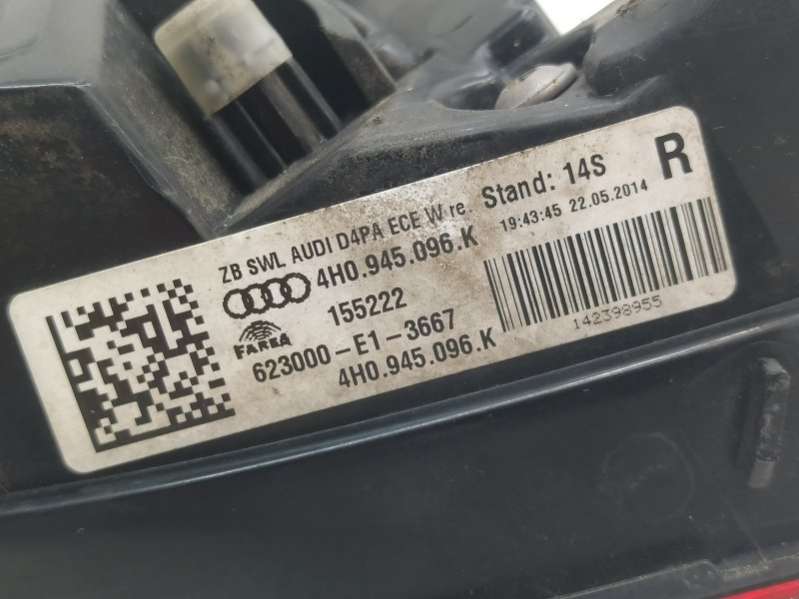 ZB SWL AUDI D4PA ECE W re. Stand: 14S R
4H0.945.096.K 19:43:45 22.05.2014
155222
FARBA
623000-E1-3667
4H0.945.096.K
142398955